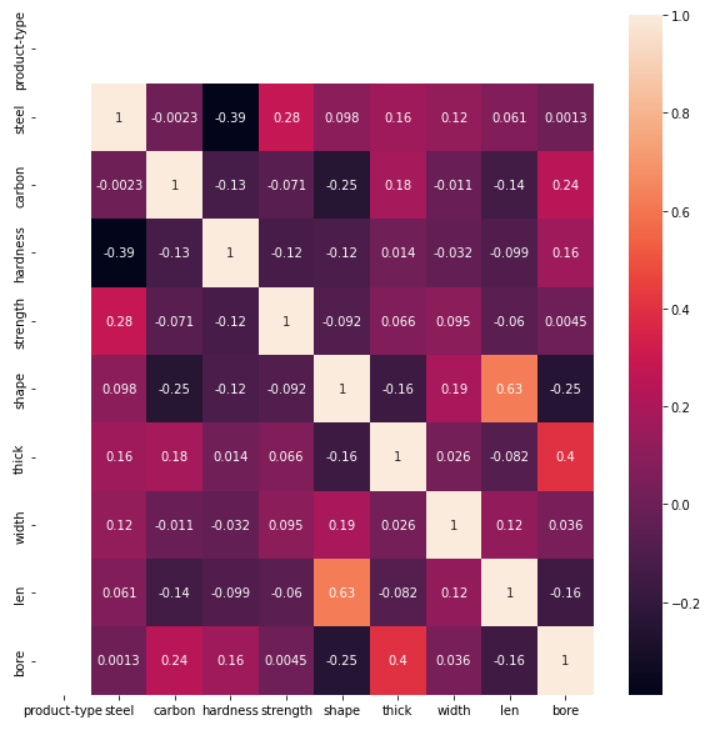 product-type
steel 1 -0.0023 -0.39 0.28 0.098 0.16 0.12 0.061 0.0013
carbon -0.0023 1 -0.13 -0.071 -0.25 0.18 -0.011 -0.14 0.24
hardness -0.39 -0.13 1 -0.12 -0.12 0.014 -0.032 -0.099 0.16
strength 0.28 -0.071 -0.12 1 -0.092 0.066 0.095 -0.06 0.0045
shape 0.098 -0.25 -0.12 -0.092 1 -0.16 0.19 0.63 -0.25
thick 0.16 0.18 0.014 0.066 -0.16 1 0.026 -0.082 0.4
width 0.12 -0.011 -0.032 0.095 0.19 0.026 1 0.12 0.036
len 0.061 -0.14 -0.099 -0.06 0.63 -0.082 0.12 1 -0.16
bore 0.0013 0.24 0.16 0.0045 -0.25 0.4 0.036 -0.16 1
product-type steel carbon hardness strength shape thick width len bore
1.0
0.8
0.6
0.4
0.2
0.0
−0.2